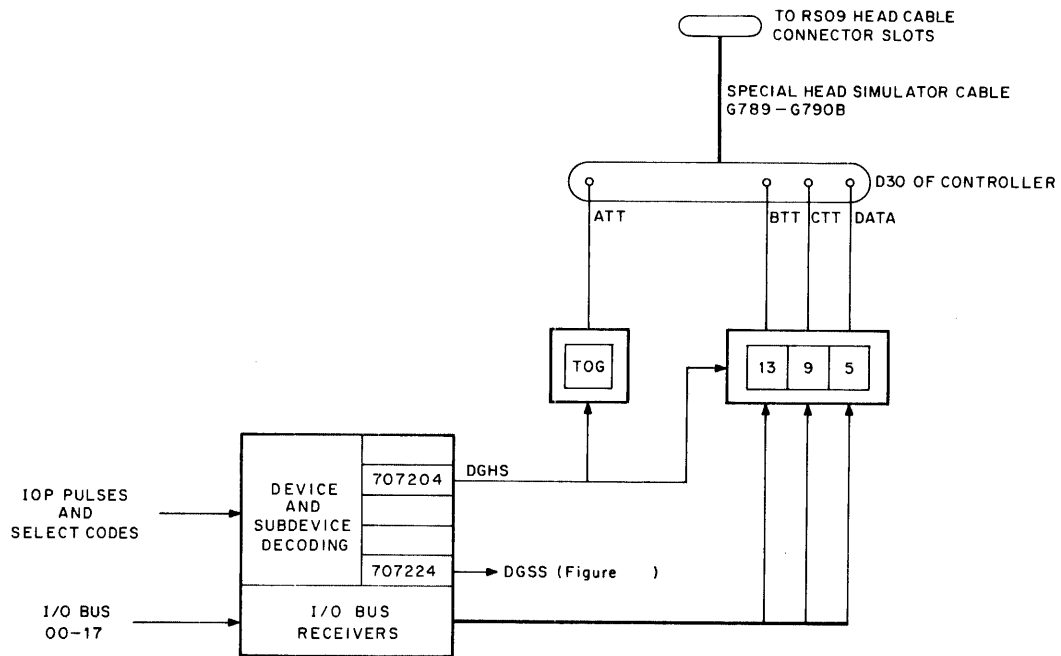 TO RS09 HEAD CABLE
CONNECTOR SLOTS
SPECIAL HEAD SIMULATOR CABLE
G789-G790B
D30 OF CONTROLLER
ATT
BTT
CTT
DATA
TOG
13
9
5
IOP PULSES
AND
SELECT CODES
DEVICE
AND
SUBDEVICE
DECODING
707204
DGHS
707224
DGSS (Figure )
I/O BUS
00-17
I/O BUS
RECEIVERS